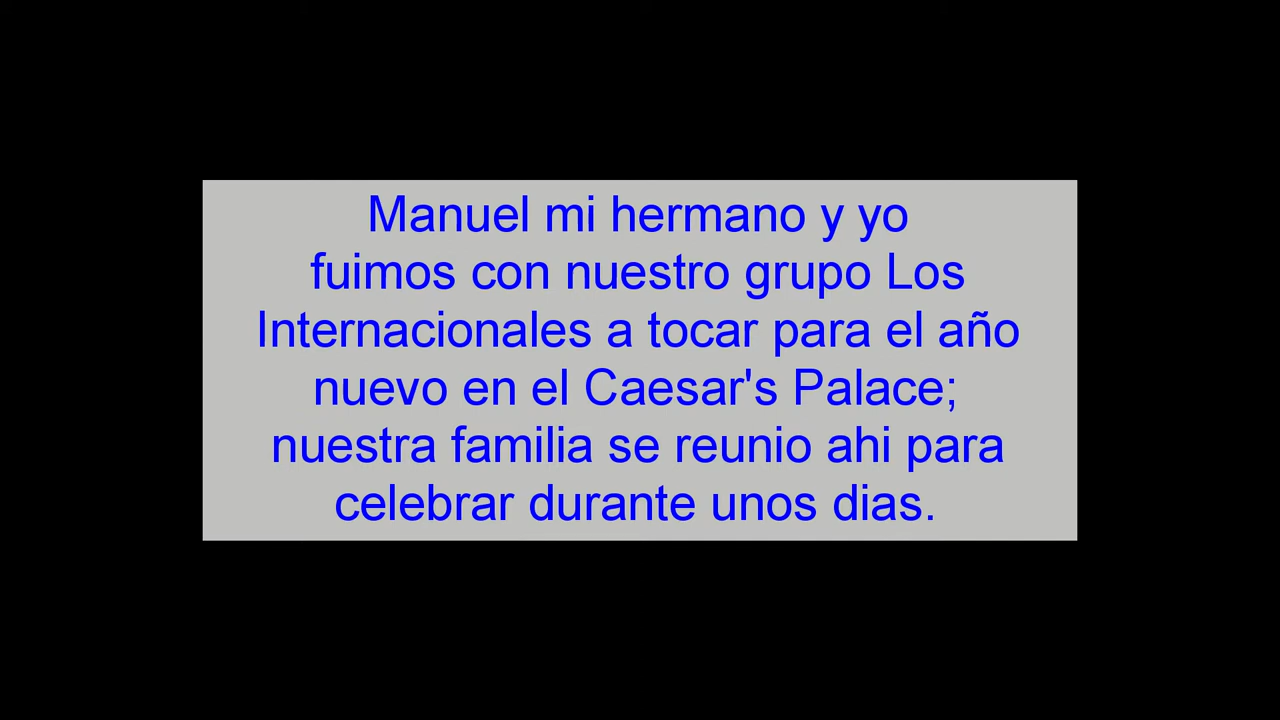 Manuel mi hermano y yo
fuimos con nuestro grupo Los
Internacionales a tocar para el año
nuevo en el Caesar's Palace;
nuestra familia se reunio ahi para
celebrar durante unos dias.